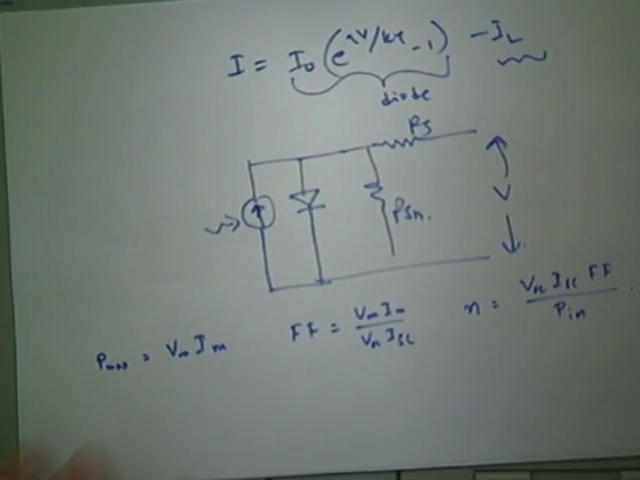 I = I₀ (e^{qV/kT} - 1) - I_L
diode
Rs
Rsh.
V
Pmax = Vm Im
FF = Vm Im / Voc Isc
η = Voc Isc FF / Pin